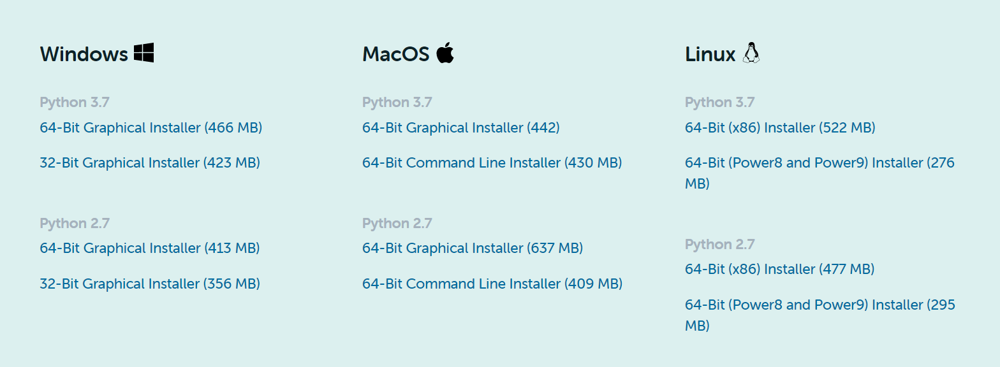 Windows
Python 3.7
64-Bit Graphical Installer (466 MB)
32-Bit Graphical Installer (423 MB)
Python 2.7
64-Bit Graphical Installer (413 MB)
32-Bit Graphical Installer (356 MB)
MacOS
Python 3.7
64-Bit Graphical Installer (442)
64-Bit Command Line Installer (430 MB)
Python 2.7
64-Bit Graphical Installer (637 MB)
64-Bit Command Line Installer (409 MB)
Linux
Python 3.7
64-Bit (x86) Installer (522 MB)
64-Bit (Power8 and Power9) Installer (276
MB)
Python 2.7
64-Bit (x86) Installer (477 MB)
64-Bit (Power8 and Power9) Installer (295
MB)